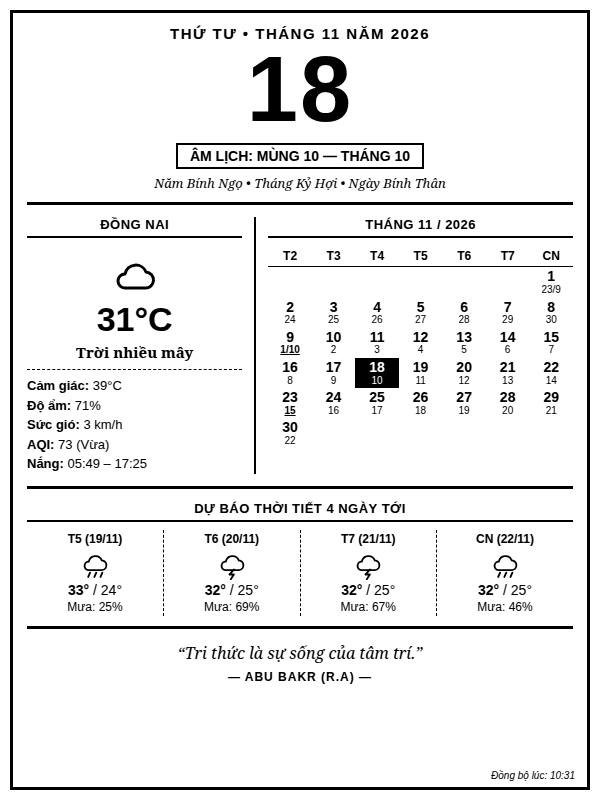 THỨ TƯ • THÁNG 11 NĂM 2026
18
ÂM LỊCH: MÙNG 10 — THÁNG 10
Năm Bính Ngọ • Tháng Kỷ Hợi • Ngày Bính Thân
ĐỒNG NAI
31°C
Trời nhiều mây
Cảm giác: 39°C
Độ ẩm: 71%
Sức gió: 3 km/h
AQI: 73 (Vừa)
Nắng: 05:49 – 17:25
THÁNG 11 / 2026
T2 T3 T4 T5 T6 T7 CN
1
23/9
2 3 4 5 6 7 8
24 25 26 27 28 29 30
9 10 11 12 13 14 15
1/10 2 3 4 5 6 7
16 17 18 19 20 21 22
8 9 10 11 12 13 14
23 24 25 26 27 28 29
15 16 17 18 19 20 21
30
22
DỰ BÁO THỜI TIẾT 4 NGÀY TỚI
T5 (19/11) T6 (20/11) T7 (21/11) CN (22/11)
33° / 24° 32° / 25° 32° / 25° 32° / 25°
Mưa: 25% Mưa: 69% Mưa: 67% Mưa: 46%
“Tri thức là sự sống của tâm trí.”
— ABU BAKR (R.A) —
Đồng bộ lúc: 10:31